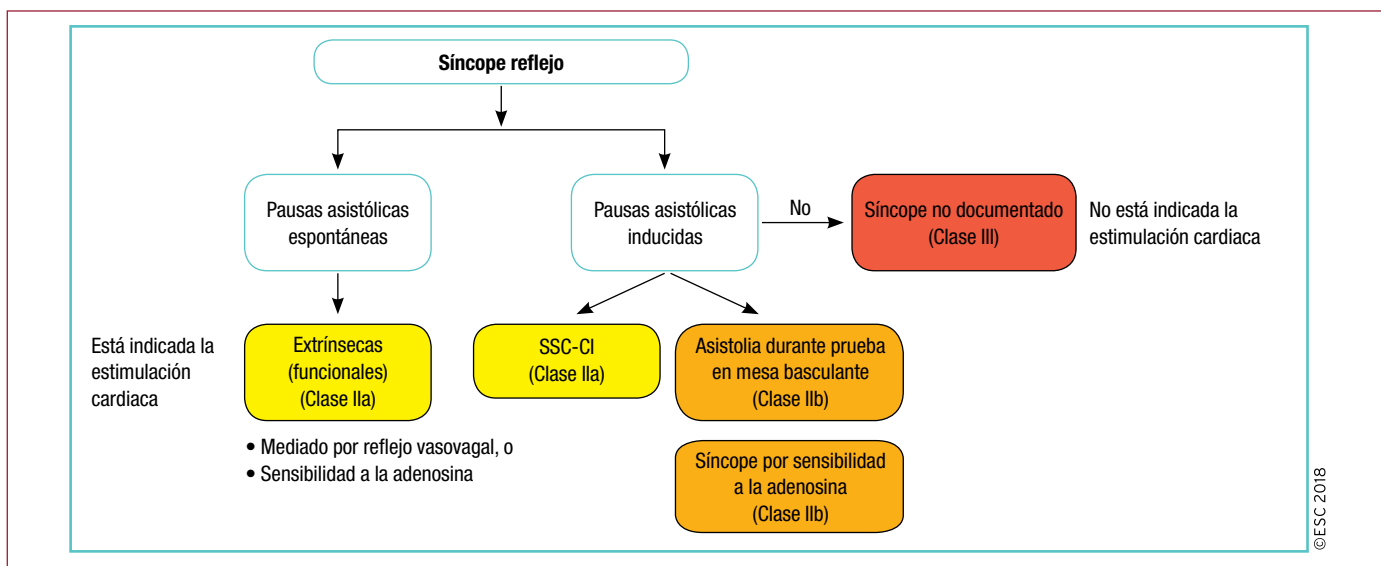 Síncope reflejo
Pausas asistólicas
espontáneas
Pausas asistólicas
inducidas
No
Síncope no documentado
(Clase III)
No está indicada la
estimulación cardiaca
Está indicada la
estimulación
cardiaca
Extrínsecas
(funcionales)
(Clase IIa)
• Mediado por reflejo vasovagal, o
• Sensibilidad a la adenosina
SSC-CI
(Clase IIa)
Asistolia durante prueba
en mesa basculante
(Clase IIb)
Síncope por sensibilidad
a la adenosina
(Clase IIb)
©ESC 2018